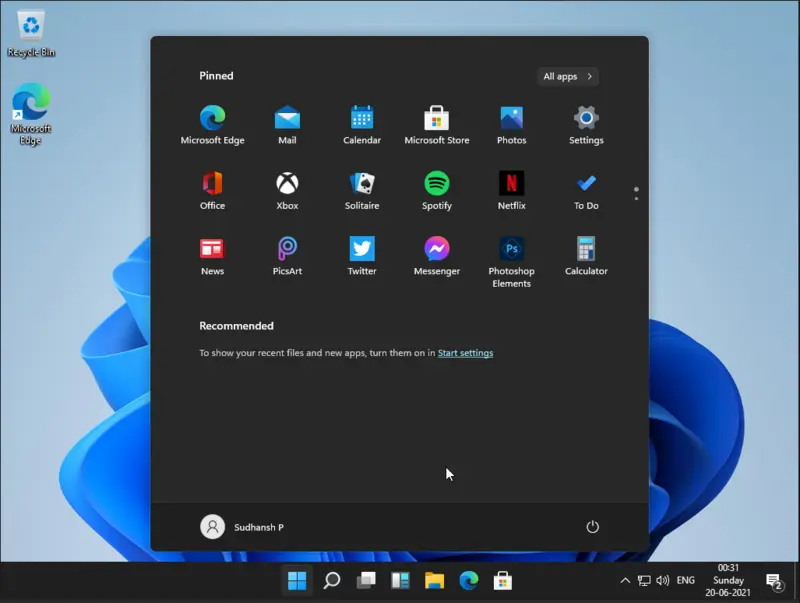 Recycle Bin
Microsoft
Edge
Pinned
All apps
Microsoft Edge
Mail
Calendar
Microsoft Store
Photos
Settings
Office
Xbox
Solitaire
Spotify
Netflix
To Do
News
PicsArt
Twitter
Messenger
Photoshop
Elements
Calculator
Ps
Recommended
To show your recent files and new apps, turn them on in Start settings
Sudhansh P
ENG
00:31
Sunday
20-06-2021
2